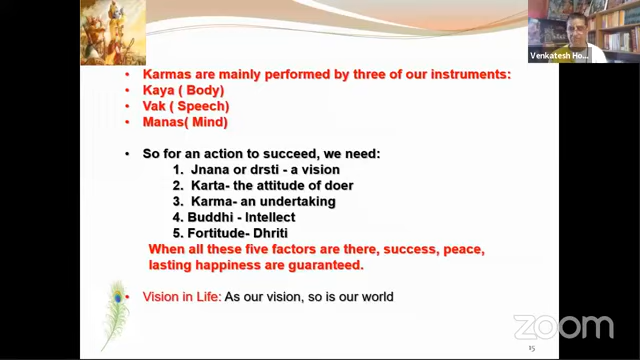 Venkatesh Ho...
• Karmas are mainly performed by three of our instruments:
• Kaya ( Body)
• Vak ( Speech)
• Manas( Mind)
• So for an action to succeed, we need:
1. Jnana or drsti - a vision
2. Karta- the attitude of doer
3. Karma- an undertaking
4. Buddhi - Intellect
5. Fortitude- Dhriti
When all these five factors are there, success, peace,
lasting happiness are guaranteed.
• Vision in Life: As our vision, so is our world
zoom
15